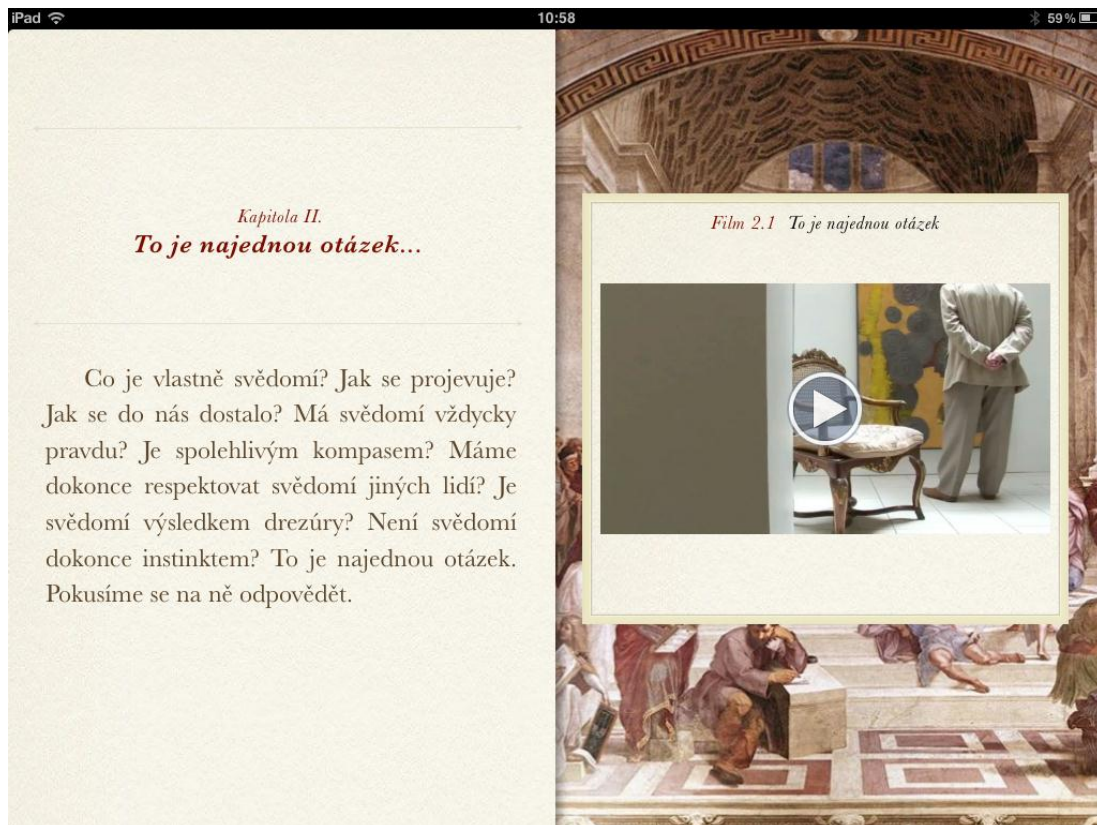 iPad
10:58
59%
Kapitola II.
To je najednou otázek...
Co je vlastně svědomí? Jak se projevuje?
Jak se do nás dostalo? Má svědomí vždycky
pravdu? Je spolehlivým kompasem? Máme
dokonce respektovat svědomí jiných lidí? Je
svědomí výsledkem drezúry? Není svědomí
dokonce instinktem? To je najednou otázek.
Pokusíme se na ně odpovědět.
Film 2.1 To je najednou otázek